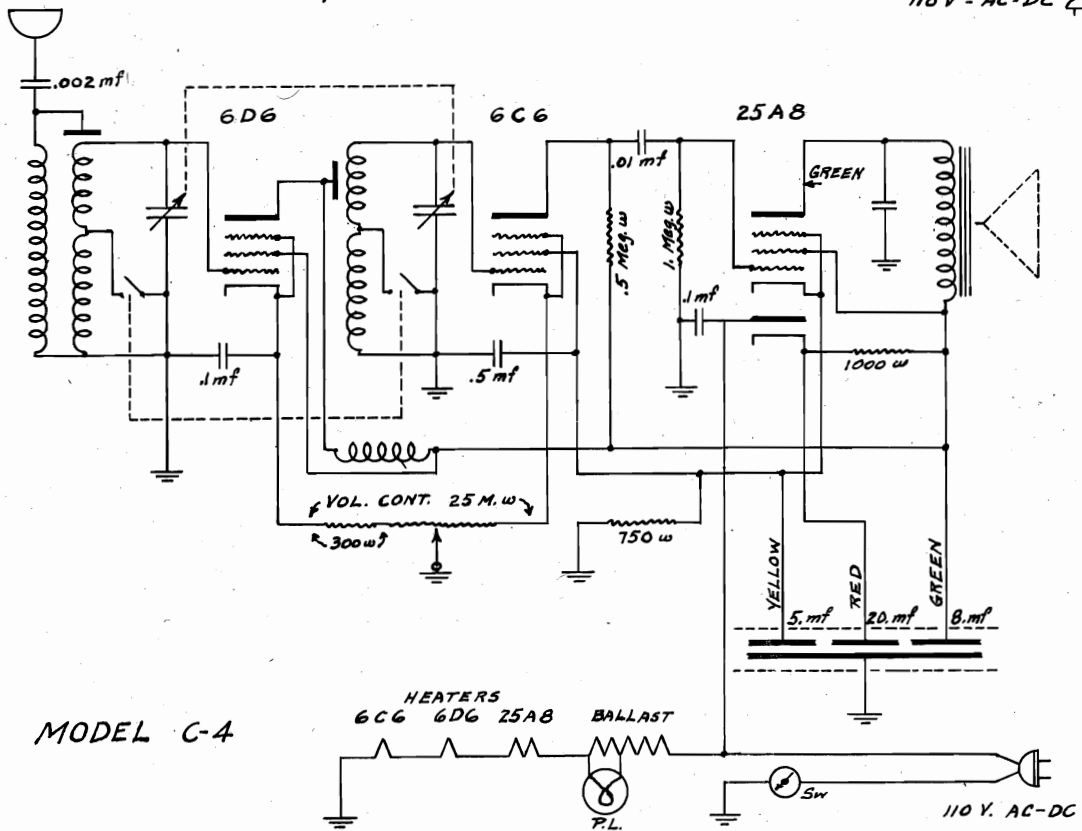 110 V - AC-DC
.002 mf
6D6
6C6
25A8
.01 mf
GREEN
.5 Meg. ω
1. Meg. ω
.1 mf
.1 mf
.5 mf
1000 ω
VOL. CONT. 25 M. ω
300 ω
750 ω
YELLOW
RED
GREEN
5. mf
20. mf
8. mf
HEATERS
6C6 6D6 25A8 BALLAST
MODEL C-4
P.L.
SW
110 V. AC-DC